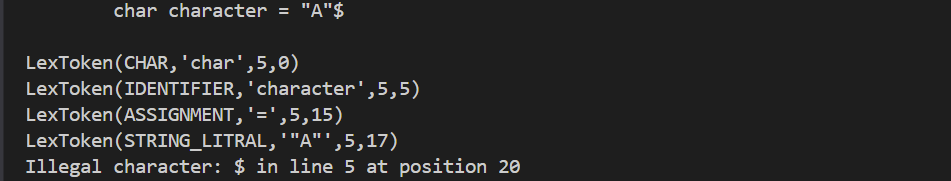 char character = "A"$
LexToken(CHAR,'char',5,0)
LexToken(IDENTIFIER,'character',5,5)
LexToken(ASSIGNMENT,'=',5,15)
LexToken(STRING_LITRAL,'"A"',5,17)
Illegal character: $ in line 5 at position 20